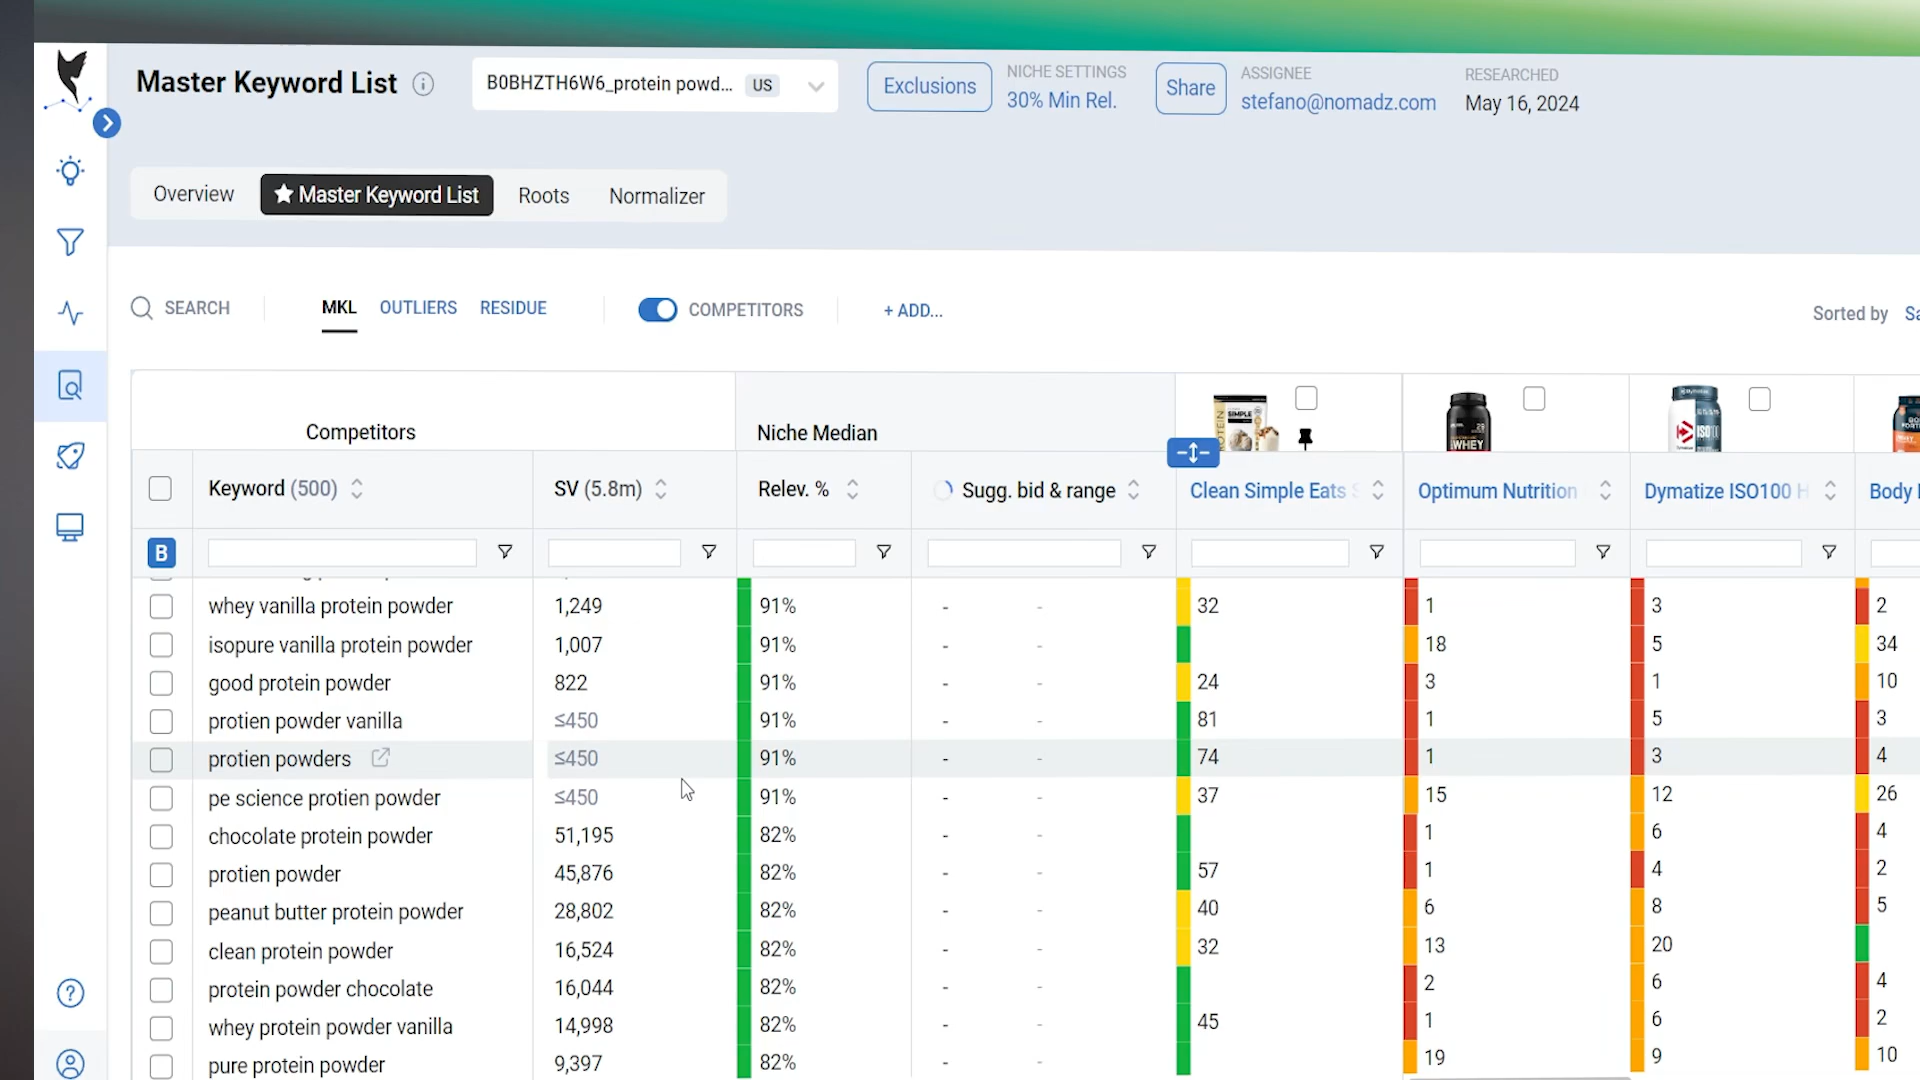 Master Keyword List
B0BHZTH6W6_protein powd... US
Exclusions
NICHE SETTINGS
30% Min Rel.
Share
ASSIGNEE
stefano@nomadz.com
RESEARCHED
May 16, 2024
Overview
Master Keyword List
Roots
Normalizer
SEARCH
MKL
OUTLIERS
RESIDUE
COMPETITORS
+ ADD...
Sorted by
Competitors
Niche Median
SIMPLE
WHEY
ISO100
Keyword (500)
SV (5.8m)
Relev. %
Sugg. bid & range
Clean Simple Eats
Optimum Nutrition
Dymatize ISO100
Body
B
whey vanilla protein powder 1,249 91% - - 32 1 3 2
isopure vanilla protein powder 1,007 91% - - 18 5 34
good protein powder 822 91% - - 24 3 1 10
protien powder vanilla ≤450 91% - - 81 1 5 3
protien powders ≤450 91% - - 74 1 3 4
pe science protien powder ≤450 91% - - 37 15 12 26
chocolate protein powder 51,195 82% - - 1 6 4
protien powder 45,876 82% - - 57 1 4 2
peanut butter protein powder 28,802 82% - - 40 6 8 5
clean protein powder 16,524 82% - - 32 13 20
protein powder chocolate 16,044 82% - - 2 6 4
whey protein powder vanilla 14,998 82% - - 45 1 6 2
pure protein powder 9,397 82% - - 19 9 10